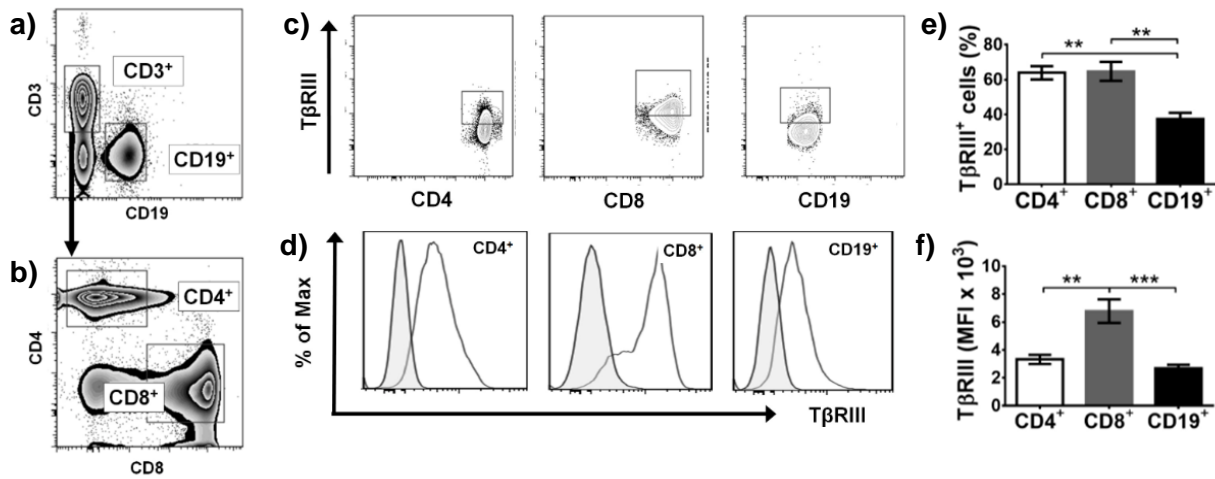 a)
CD3
CD3⁺
CD19⁺
CD19
b)
CD4
CD4⁺
CD8⁺
CD8
c)
TβRIII
CD4
CD8
CD19
d)
% of Max
CD4⁺
CD8⁺
CD19⁺
TβRIII
e)
TβRIII⁺ cells (%)
80
60
40
20
0
**
**
CD4⁺
CD8⁺
CD19⁺
f)
TβRIII (MFI x 10³)
10
8
6
4
2
0
**
***
CD4⁺
CD8⁺
CD19⁺